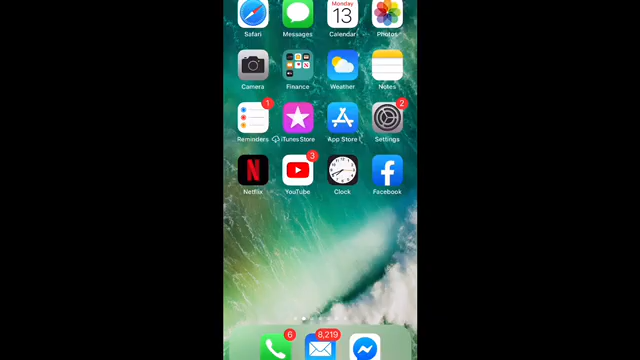 Monday
13
Safari
Messages
Calendar
Photos
Camera
Finance
Weather
Notes
1
2
Reminders
iTunes Store
App Store
Settings
3
Netflix
YouTube
Clock
Facebook
6
8,219